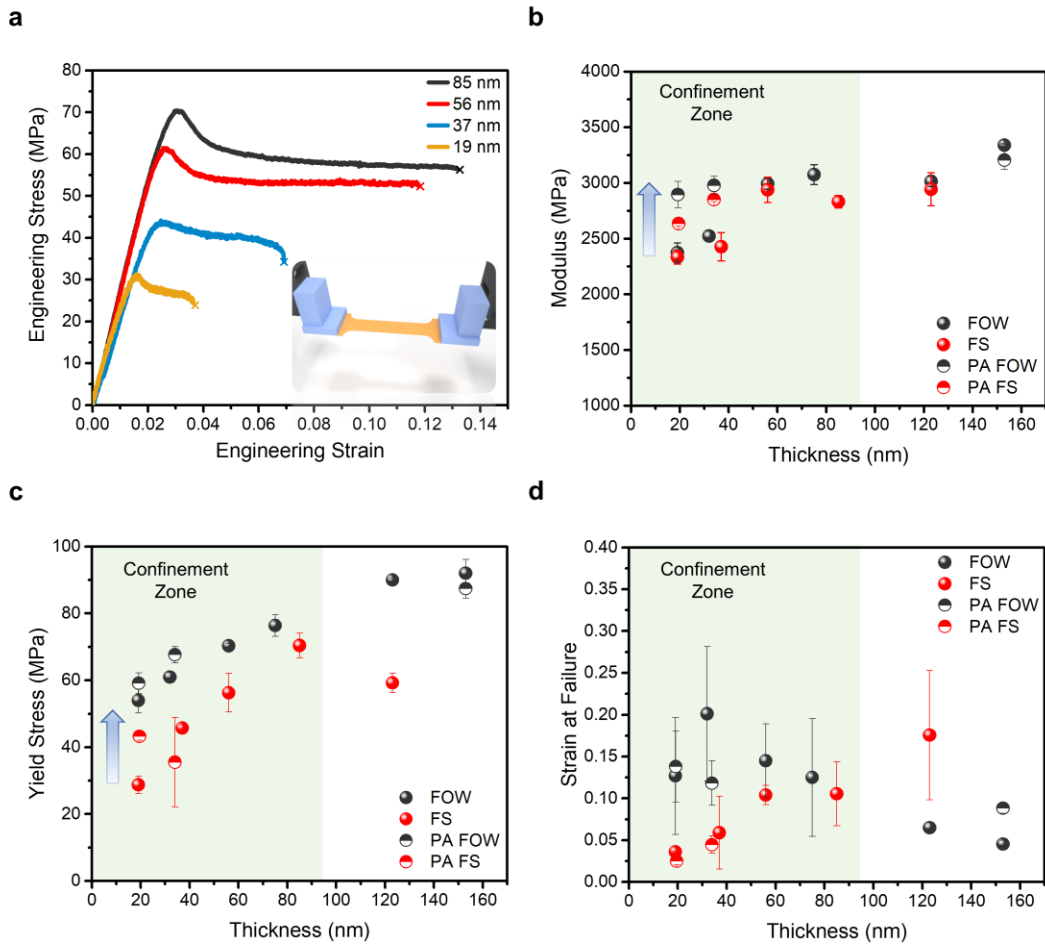 a
Engineering Stress (MPa)
80
70
60
50
40
30
20
10
0
85 nm
56 nm
37 nm
19 nm
0.00 0.02 0.04 0.06 0.08 0.10 0.12 0.14
Engineering Strain
b
Modulus (MPa)
4000
3500
3000
2500
2000
1500
1000
Confinement
Zone
FOW
FS
PA FOW
PA FS
0 20 40 60 80 100 120 140 160
Thickness (nm)
c
Yield Stress (MPa)
100
80
60
40
20
0
Confinement
Zone
FOW
FS
PA FOW
PA FS
0 20 40 60 80 100 120 140 160
Thickness (nm)
d
Strain at Failure
0.40
0.35
0.30
0.25
0.20
0.15
0.10
0.05
0.00
Confinement
Zone
FOW
FS
PA FOW
PA FS
0 20 40 60 80 100 120 140 160
Thickness (nm)